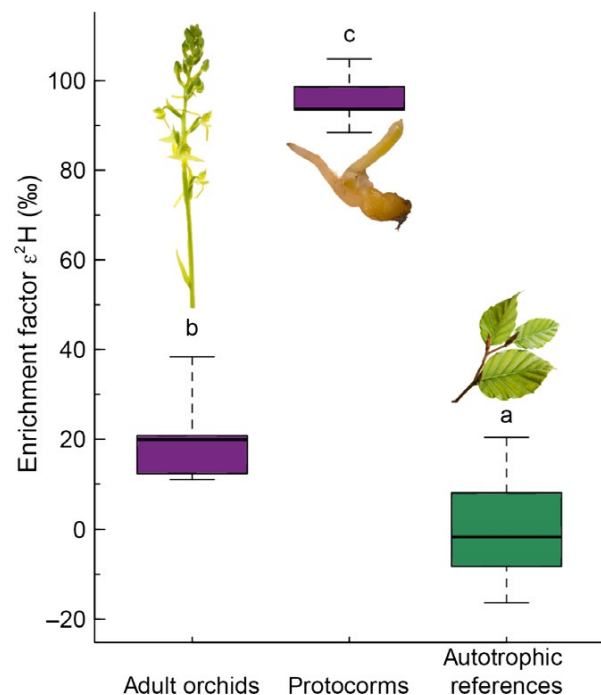 Enrichment factor ε²H (‰)
100
80
60
40
20
0
–20
c
b
a
Adult orchids
Protocorms
Autotrophic
references